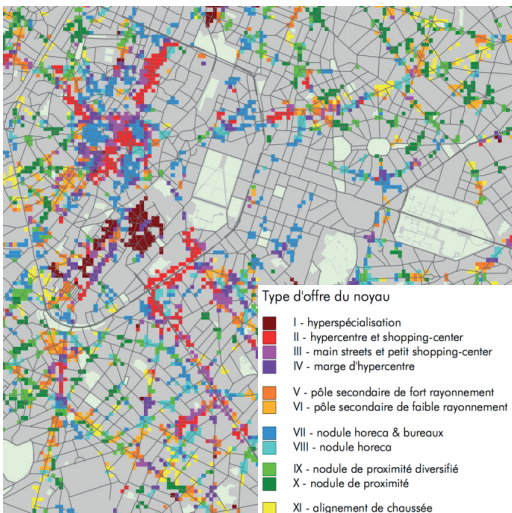 Type d'offre du noyau
I - hyperspécialisation
II - hypercentre et shopping-center
III - main streets et petit shopping-center
IV - marge d'hypercentre
V - pôle secondaire de fort rayonnement
VI - pôle secondaire de faible rayonnement
VII - nodule horeca & bureaux
VIII - nodule horeca
IX - nodule de proximité diversifié
X - nodule de proximité
XI - alignement de chaussée